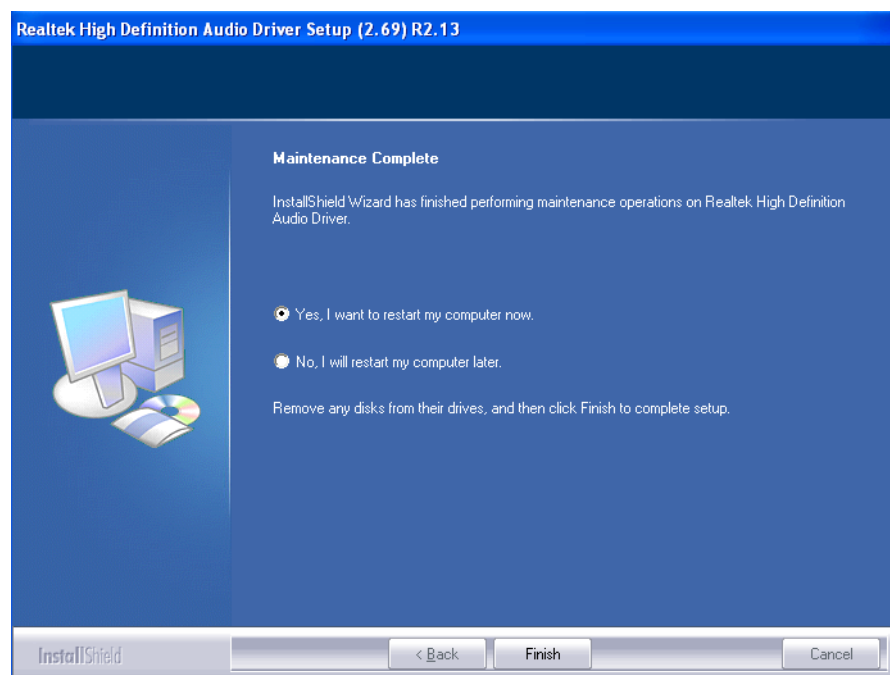 Realtek High Definition Audio Driver Setup (2.69) R2.13
Maintenance Complete
InstallShield Wizard has finished performing maintenance operations on Realtek High Definition
Audio Driver.
Yes, I want to restart my computer now.
No, I will restart my computer later.
Remove any disks from their drives, and then click Finish to complete setup.
InstallShield
< Back
Finish
Cancel